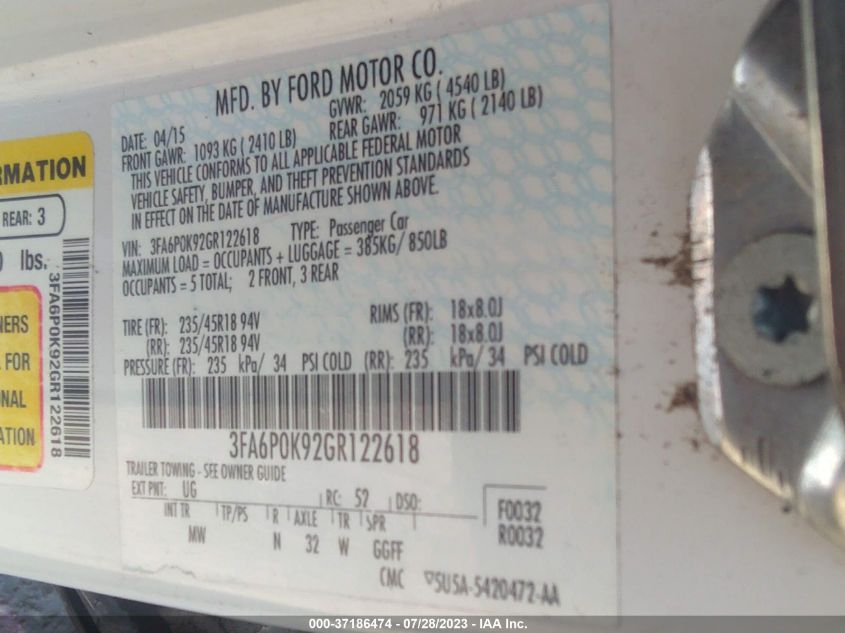 RMATION
REAR: 3
0 lbs.
NERS
FOR
ONAL
ATION
3FA6P0K92GR122618
MFD. BY FORD MOTOR CO.
DATE: 04/15 GVWR: 2059 KG ( 4540 LB)
FRONT GAWR: 1093 KG ( 2410 LB) REAR GAWR: 971 KG ( 2140 LB)
THIS VEHICLE CONFORMS TO ALL APPLICABLE FEDERAL MOTOR
VEHICLE SAFETY, BUMPER, AND THEFT PREVENTION STANDARDS
IN EFFECT ON THE DATE OF MANUFACTURE SHOWN ABOVE.
VIN: 3FA6P0K92GR122618 TYPE: Passenger Car
MAXIMUM LOAD = OCCUPANTS + LUGGAGE = 385KG/ 850LB
OCCUPANTS = 5 TOTAL; 2 FRONT, 3 REAR
TIRE (FR): 235/45R18 94V RIMS (FR): 18x8.0J
(RR): 235/45R18 94V (RR): 18x8.0J
PRESSURE (FR): 235 kPa/ 34 PSI COLD (RR): 235 kPa/ 34 PSI COLD
3FA6P0K92GR122618
TRAILER TOWING - SEE OWNER GUIDE
EXT PNT: UG RC: 52 DSO:
INT TR TP/PS R AXLE TR SPR F0032
MW N 32 W GGFF R0032
CMC 5U5A-5420472-AA
000-37186474 - 07/28/2023 - IAA Inc.